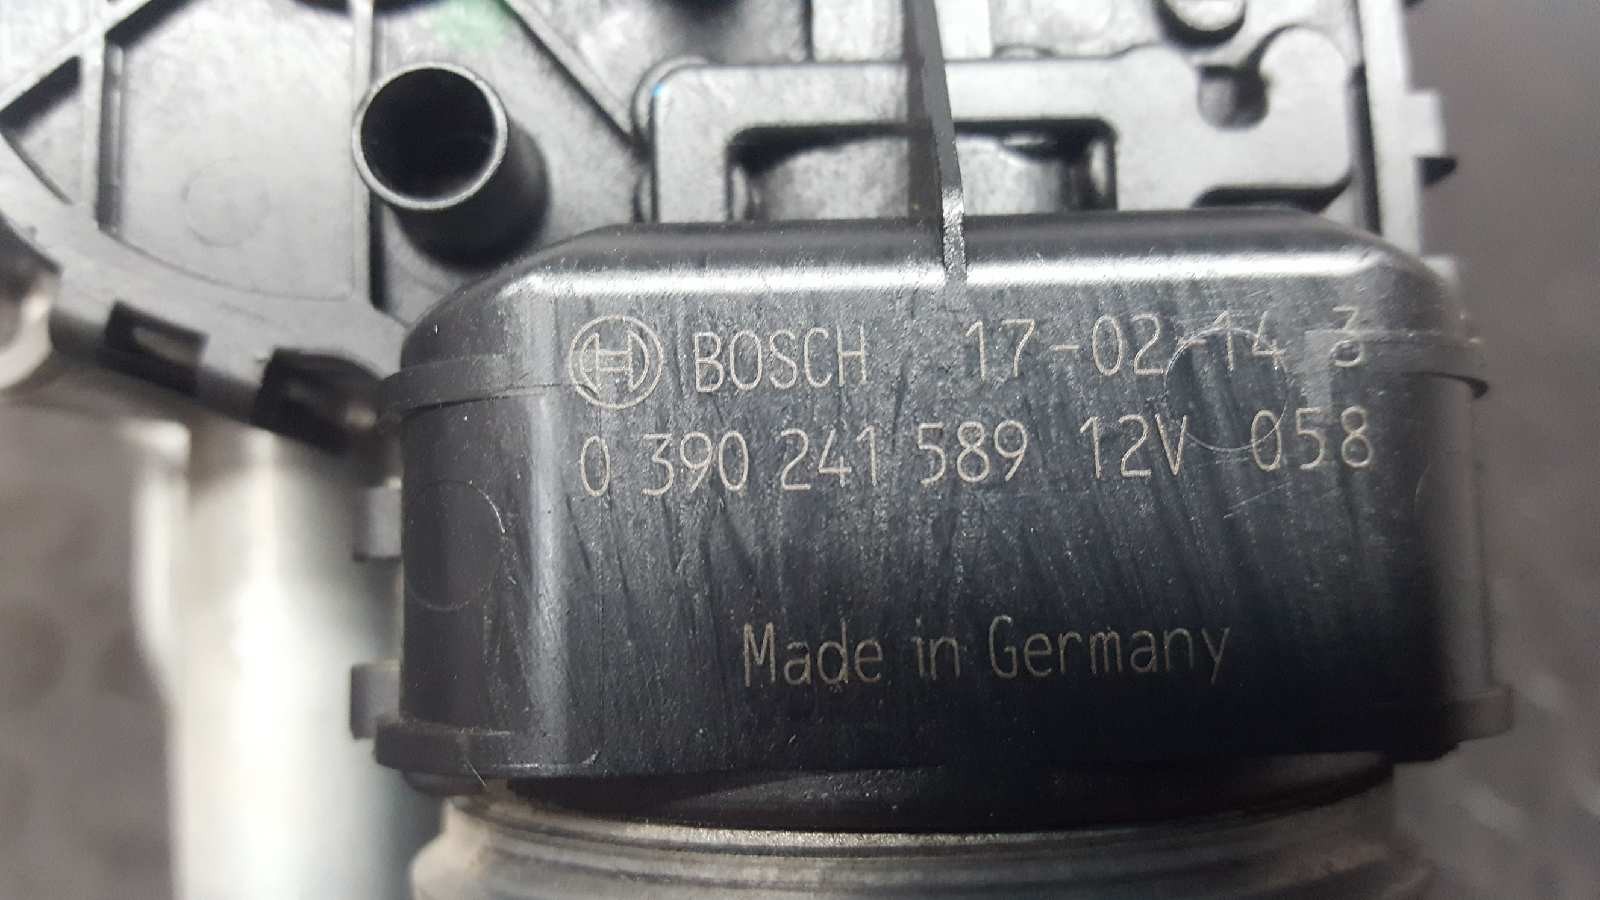 BOSCH 17-02-14 3
0 390 241 589 12V 058
Made in Germany